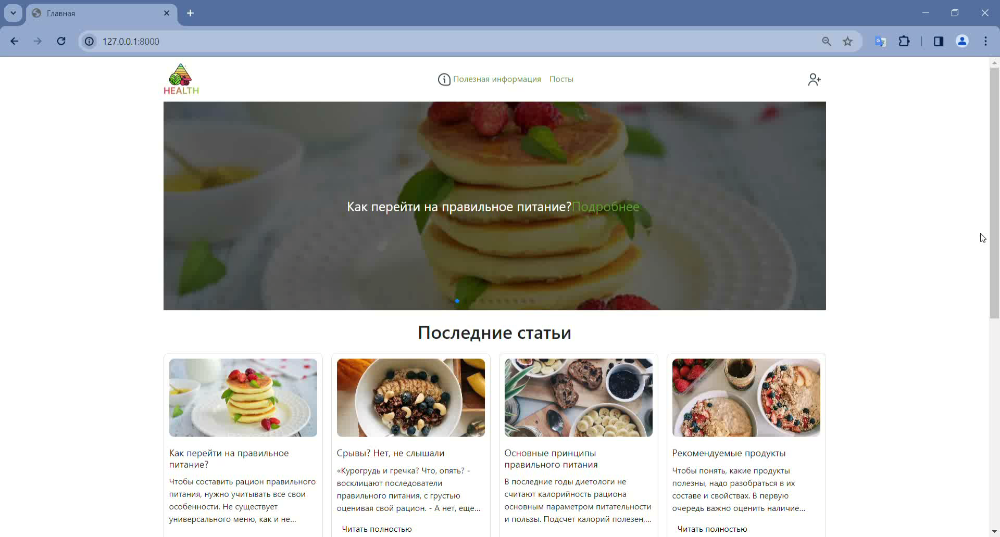 Главная
127.0.0.1:8000
HEALTH
Полезная информация Посты
Как перейти на правильное питание?Подробнее
Последние статьи
Как перейти на правильное
питание?
Чтобы составить рацион правильного
питания, нужно учитывать все свои
особенности. Не существует
универсального меню, как и не...
Срывы? Нет, не слышали
«Курогрудь и гречка? Что, опять? -
восклицают последователи
правильного питания, с грустью
оценивая свой рацион. - А нет, еще...
Читать полностью
Основные принципы
правильного питания
В последние годы диетологи не
считают калорийность рациона
основным параметром питательности
и пользы. Подсчет калорий полезен,...
Рекомендуемые продукты
Чтобы понять, какие продукты
полезны, надо разобраться в их
составе и свойствах. В первую
очередь важно оценить наличие...
Читать полностью